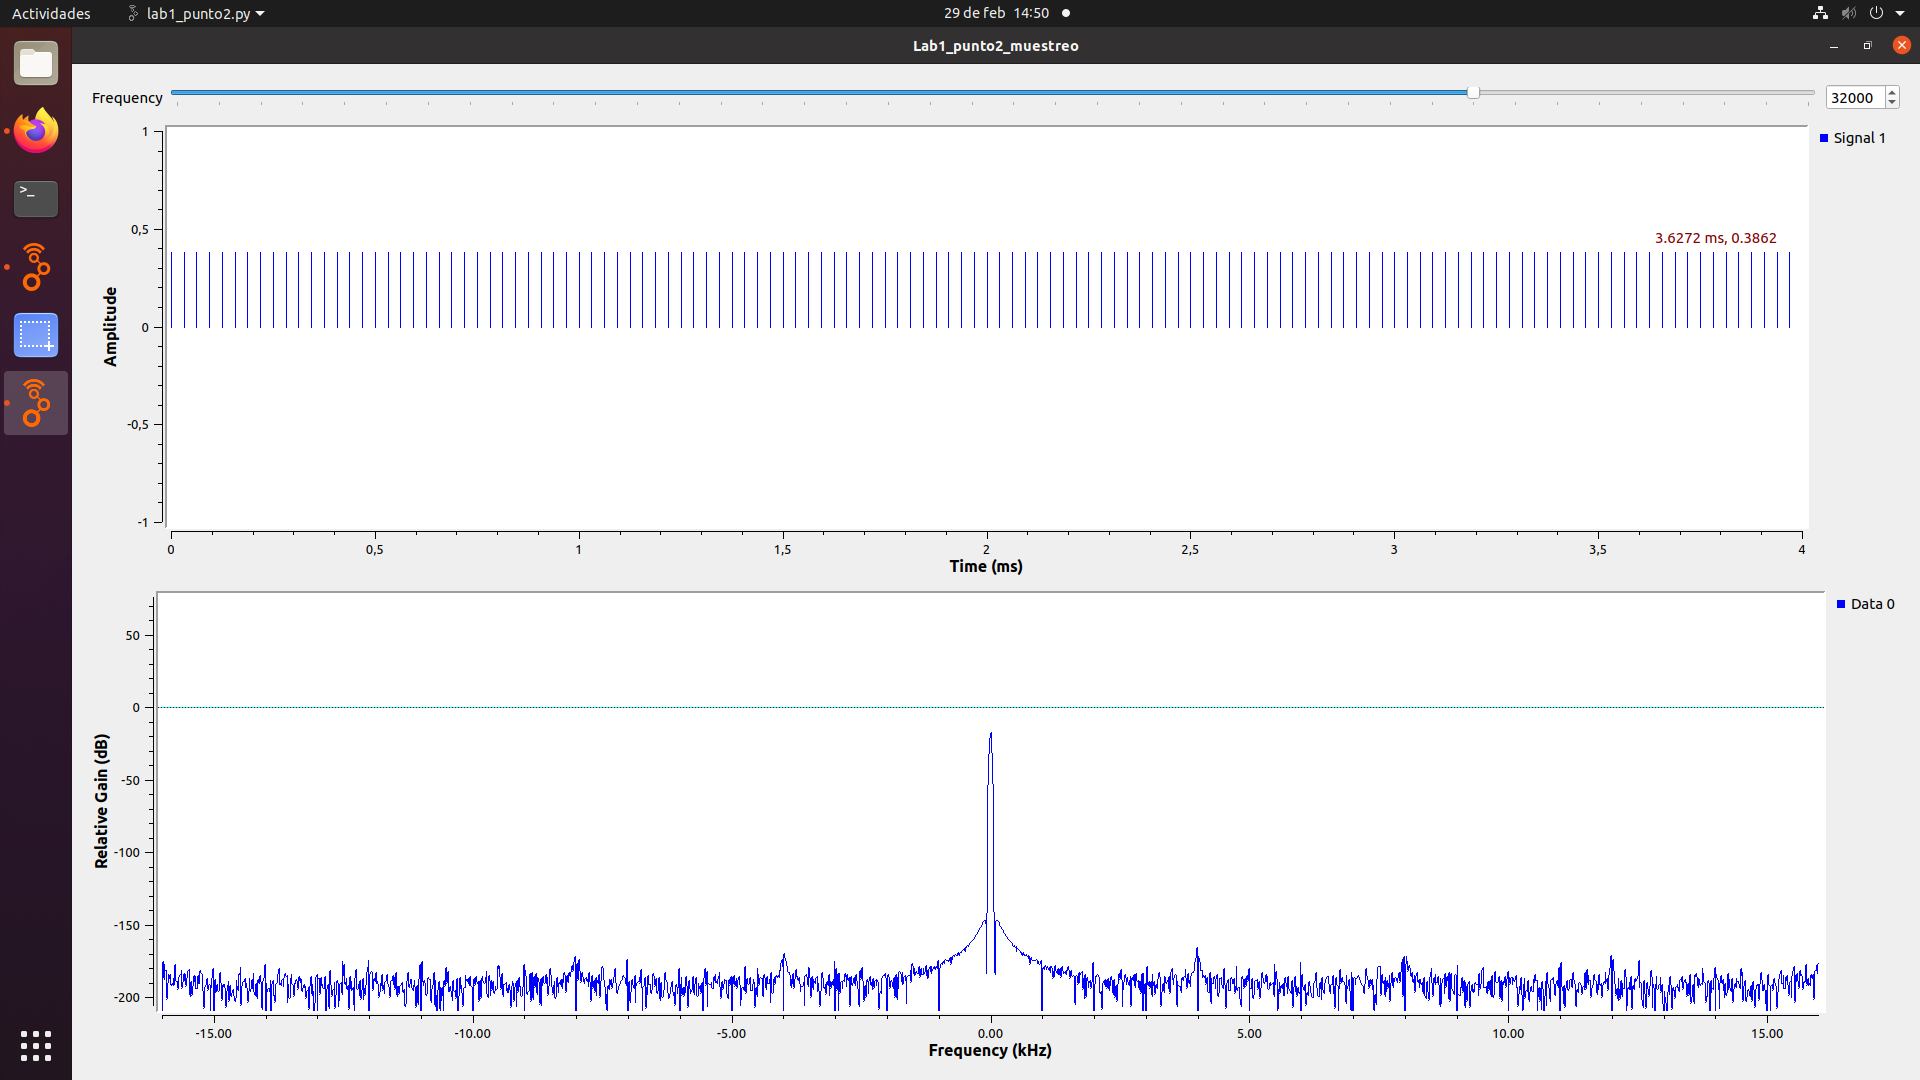 Actividades
lab1_punto2.py
29 de feb 14:50
Lab1_punto2_muestreo
Frequency
32000
Signal 1
3.6272 ms, 0.3862
Amplitude
1
0,5
0
-0,5
-1
0 0,5 1 1,5 2 2,5 3 3,5 4
Time (ms)
Data 0
Relative Gain (dB)
50
0
-50
-100
-150
-200
-15.00 -10.00 -5.00 0.00 5.00 10.00 15.00
Frequency (kHz)